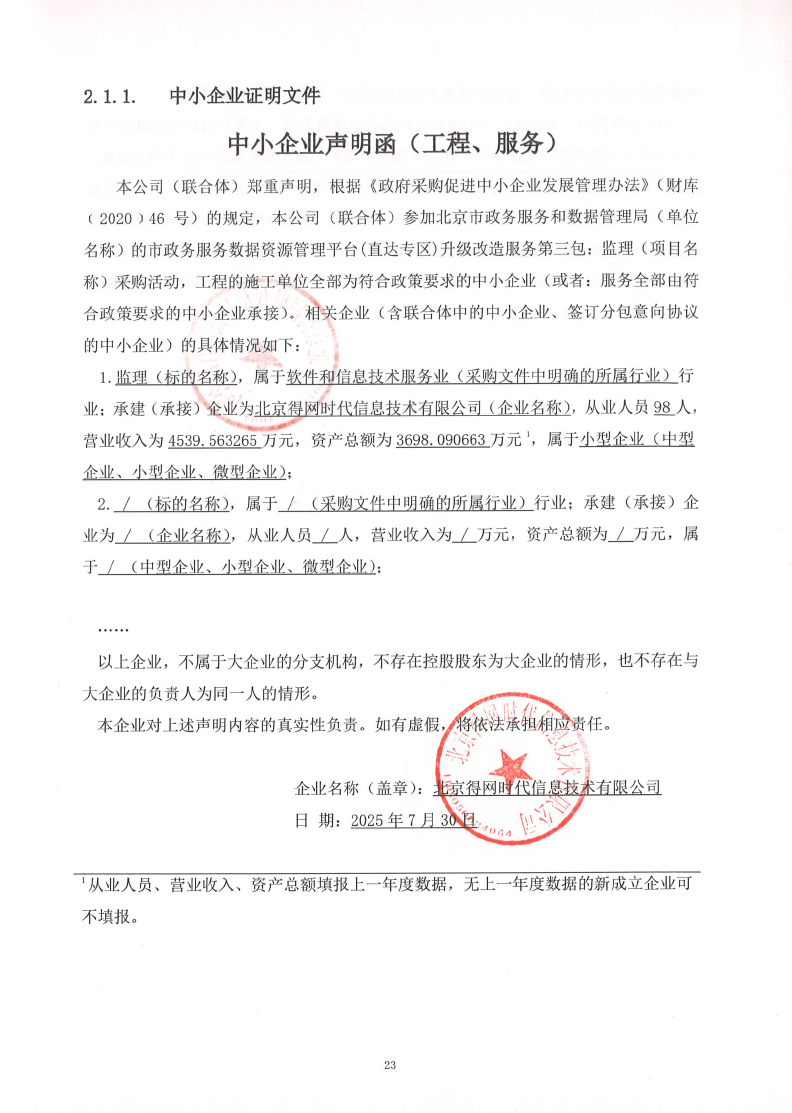 2.1.1. 中小企业证明文件
中小企业声明函（工程、服务）
本公司（联合体）郑重声明，根据《政府采购促进中小企业发展管理办法》（财库
﹝2020﹞46 号）的规定，本公司（联合体）参加北京市政务服务和数据管理局（单位
名称）的市政务服务数据资源管理平台(直达专区)升级改造服务第三包：监理（项目名
称）采购活动，工程的施工单位全部为符合政策要求的中小企业（或者：服务全部由符
合政策要求的中小企业承接）。相关企业（含联合体中的中小企业、签订分包意向协议
的中小企业）的具体情况如下：
1.监理（标的名称），属于软件和信息技术服务业（采购文件中明确的所属行业）行
业；承建（承接）企业为北京得网时代信息技术有限公司（企业名称），从业人员 98 人，
营业收入为 4539.563265 万元，资产总额为 3698.090663 万元¹，属于小型企业（中型
企业、小型企业、微型企业）；
2. / （标的名称），属于 / （采购文件中明确的所属行业）行业；承建（承接）企
业为 / （企业名称），从业人员 / 人，营业收入为 / 万元，资产总额为 / 万元，属
于 / （中型企业、小型企业、微型企业）；
……
以上企业，不属于大企业的分支机构，不存在控股股东为大企业的情形，也不存在与
大企业的负责人为同一人的情形。
本企业对上述声明内容的真实性负责。如有虚假，将依法承担相应责任。
企业名称（盖章）：北京得网时代信息技术有限公司
日 期：2025 年 7 月 30 日
北京得网时代信息技术有限公司
¹从业人员、营业收入、资产总额填报上一年度数据，无上一年度数据的新成立企业可
不填报。
23